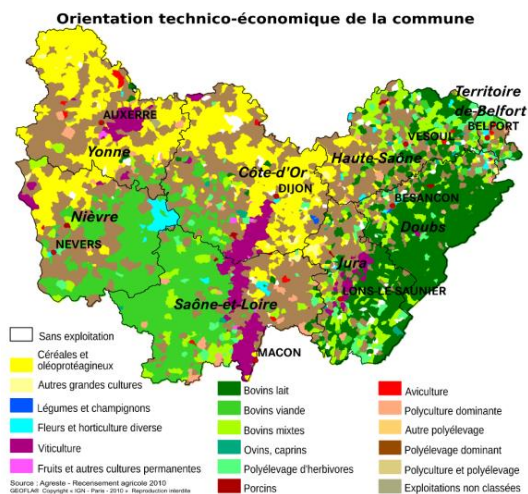 Orientation technico-économique de la commune
Territoire
de Belfort
AUXERRE
BELFORT
VESOUL
Yonne
Haute-Saône
Côte-d'Or
DIJON
BESANCON
Nièvre
Doubs
NEVERS
Jura
Saône-et-Loire
LONS-LE-SAUNIER
MACON
Sans exploitation
Céréales et
oléoprotéagineux
Autres grandes cultures
Légumes et champignons
Fleurs et horticulture diverse
Viticulture
Fruits et autres cultures permanentes
Bovins lait
Bovins viande
Bovins mixtes
Ovins, caprins
Polyélevage d'herbivores
Porcins
Aviculture
Polyculture dominante
Autre polyélevage
Polyélevage dominant
Polyculture et polyélevage
Exploitations non classées
Source : Agreste - Recensement agricole 2010
GEOFLA® Copyright « IGN - Paris - 2010 » Reproduction interdite